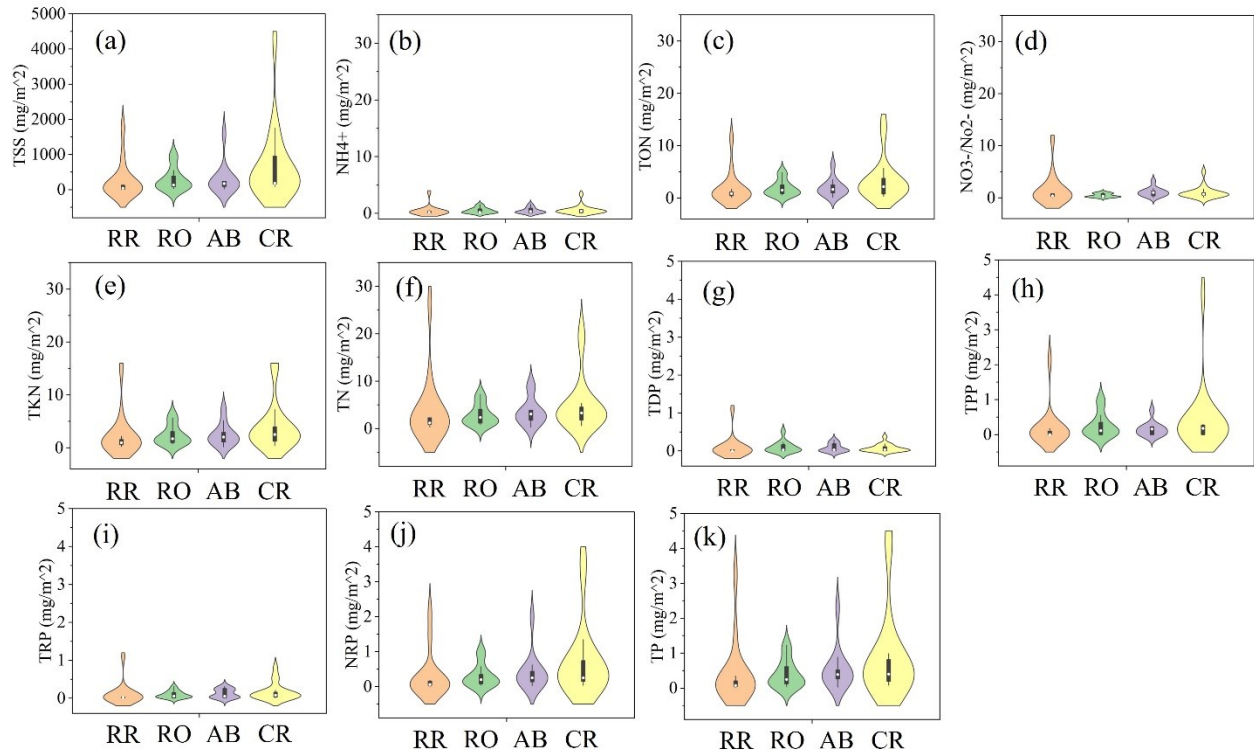 (a) (b) (c) (d)
TSS (mg/m^2) NH4+ (mg/m^2) TON (mg/m^2) NO3-/No2- (mg/m^2)
5000 30 30 30
4000
3000 20 20 20
2000
1000 10 10 10
0 0 0 0
RR RO AB CR RR RO AB CR RR RO AB CR RR RO AB CR
(e) (f) (g) (h)
TKN (mg/m^2) TN (mg/m^2) TDP (mg/m^2) TPP (mg/m^2)
30 30 5 5
4 4
20 20 3 3
10 10 2 2
1 1
0 0 0 0
RR RO AB CR RR RO AB CR RR RO AB CR RR RO AB CR
(i) (j) (k)
TRP (mg/m^2) NRP (mg/m^2) TP (mg/m^2)
5 5 5
4 4 4
3 3 3
2 2 2
1 1 1
0 0 0
RR RO AB CR RR RO AB CR RR RO AB CR